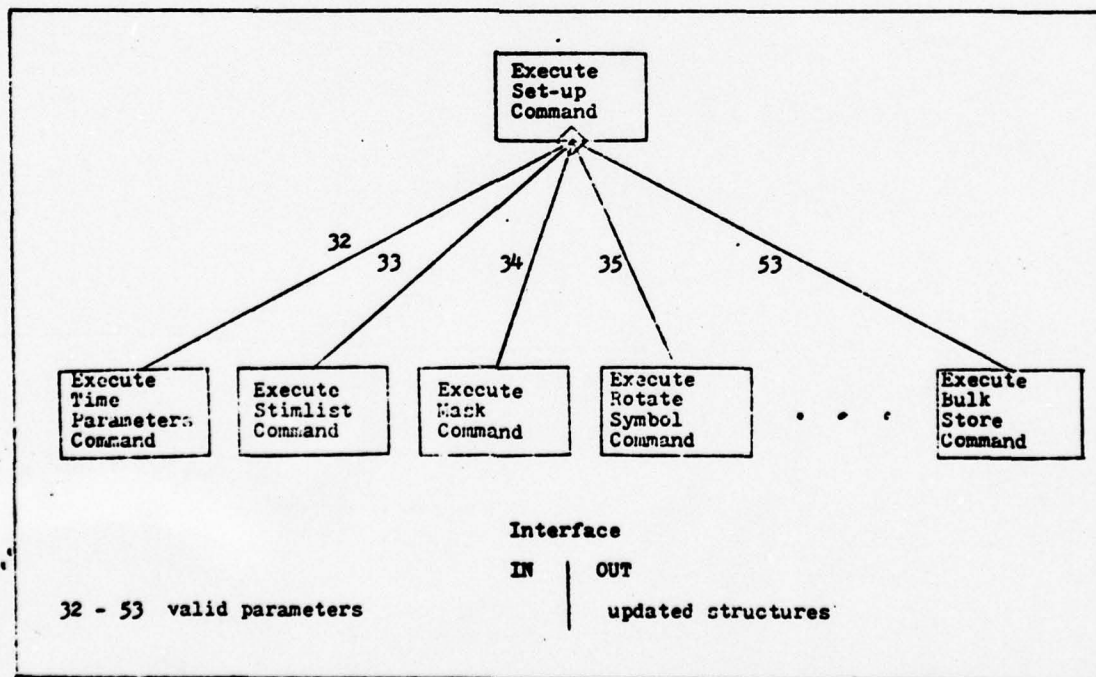 Execute
Set-up
Command
32
33
34
35
53
Execute
Time
Parameters
Command
Execute
Stimlist
Command
Execute
Mask
Command
Execute
Rotate
Symbol
Command
. . .
Execute
Bulk
Store
Command
Interface
IN | OUT
32 - 53 valid parameters
updated structures